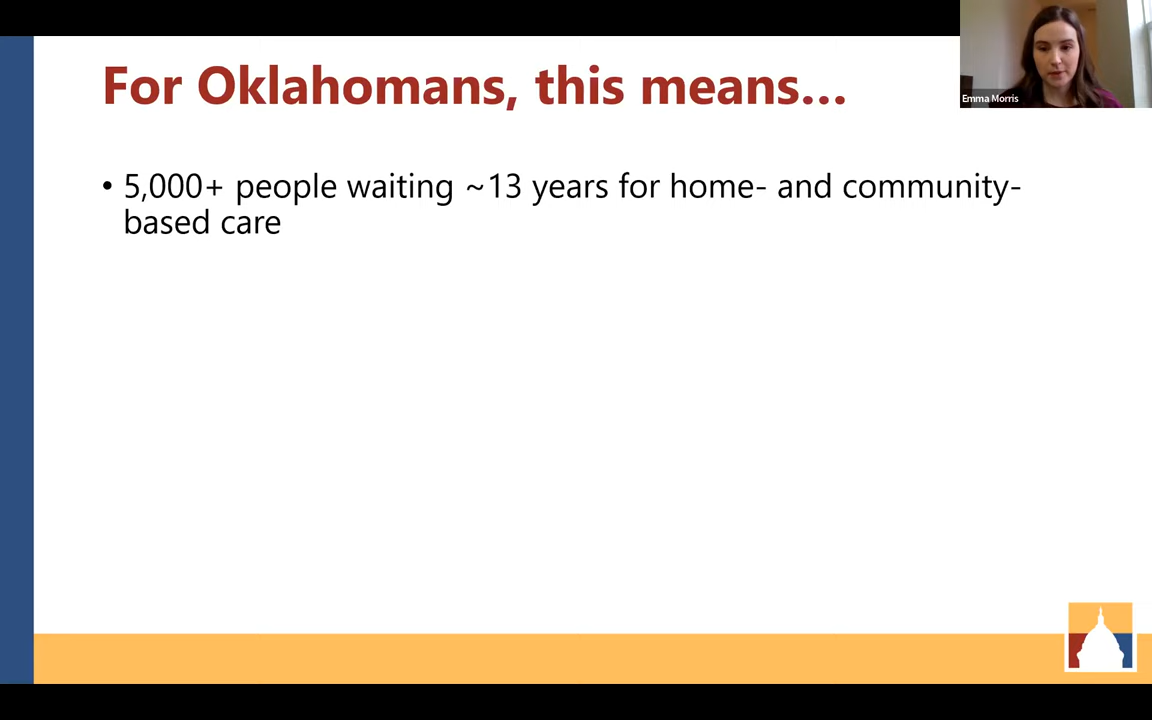 For Oklahomans, this means...
Emma Morris
• 5,000+ people waiting ~13 years for home- and community-
based care